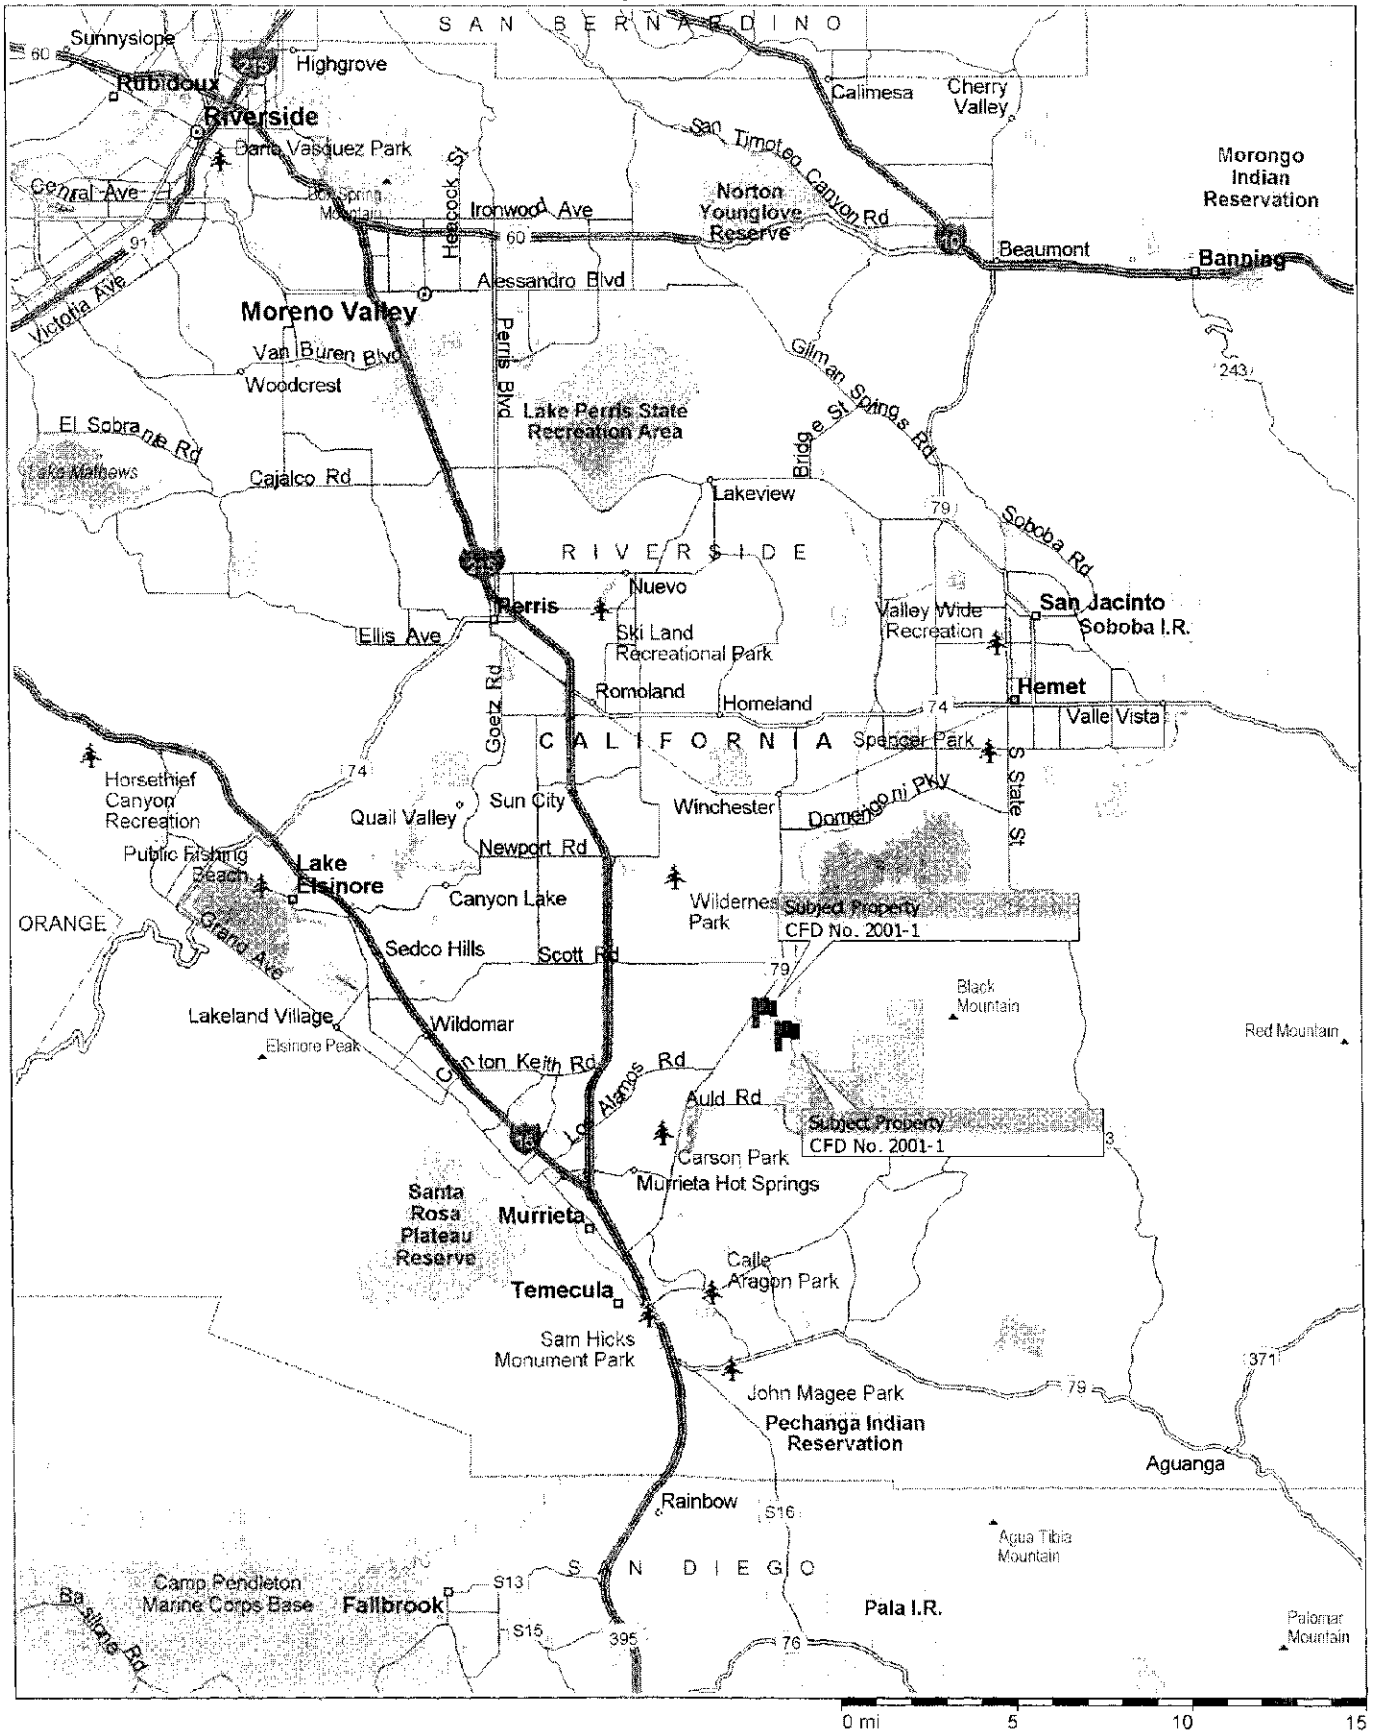 SAN BERNARDINO
Sunnyslope
60
215
Highgrove
Rubidoux
Calimesa
Cherry
Valley
Riverside
Dario Vasquez Park
San Timoteo Canyon Rd
Morongo
Indian
Reservation
Central Ave
Box Spring
Mountain
Heacock St
Ironwood Ave
Norton
Younglove
Reserve
91
60
10
Beaumont
Banning
Victoria Ave
Alessandro Blvd
Moreno Valley
Perris Blvd
Van Buren Blvd
Woodcrest
Gilman Springs Rd
243
El Sobrante Rd
Lake Perris State
Recreation Area
Bridge St
Lake Mathews
Cajalco Rd
Lakeview
79
Soboba Rd
RIVERSIDE
Nuevo
Perris
Ellis Ave
Ski Land
Recreational Park
Valley Wide
Recreation
San Jacinto
Soboba I.R.
Goetz Rd
Romoland
Homeland
74
Hemet
Valle Vista
CALIFORNIA
Spencer Park
74
Horsethief
Canyon
Recreation
Quail Valley
Sun City
Winchester
Domenigoni Pky
S State St
Public Fishing
Beach
Lake
Elsinore
Newport Rd
Canyon Lake
Wildernes
Park
Subject Property
CFD No. 2001-1
ORANGE
Grand Ave
Sedco Hills
Scott Rd
79
Black
Mountain
Lakeland Village
Wildomar
Elsinore Peak
Red Mountain
Clinton Keith Rd
Los Alamos Rd
Auld Rd
Subject Property
CFD No. 2001-1
3
15
Carson Park
Murrieta Hot Springs
Santa
Rosa
Plateau
Reserve
Murrieta
Calle
Aragon Park
Temecula
Sam Hicks
Monument Park
371
John Magee Park
79
Pechanga Indian
Reservation
Aguanga
Rainbow
S16
Agua Tibia
Mountain
SAN DIEGO
Camp Pendleton
Marine Corps Base
S13
Basilone Rd
Fallbrook
Pala I.R.
S15
395
76
Palomar
Mountain
0 mi 5 10 15